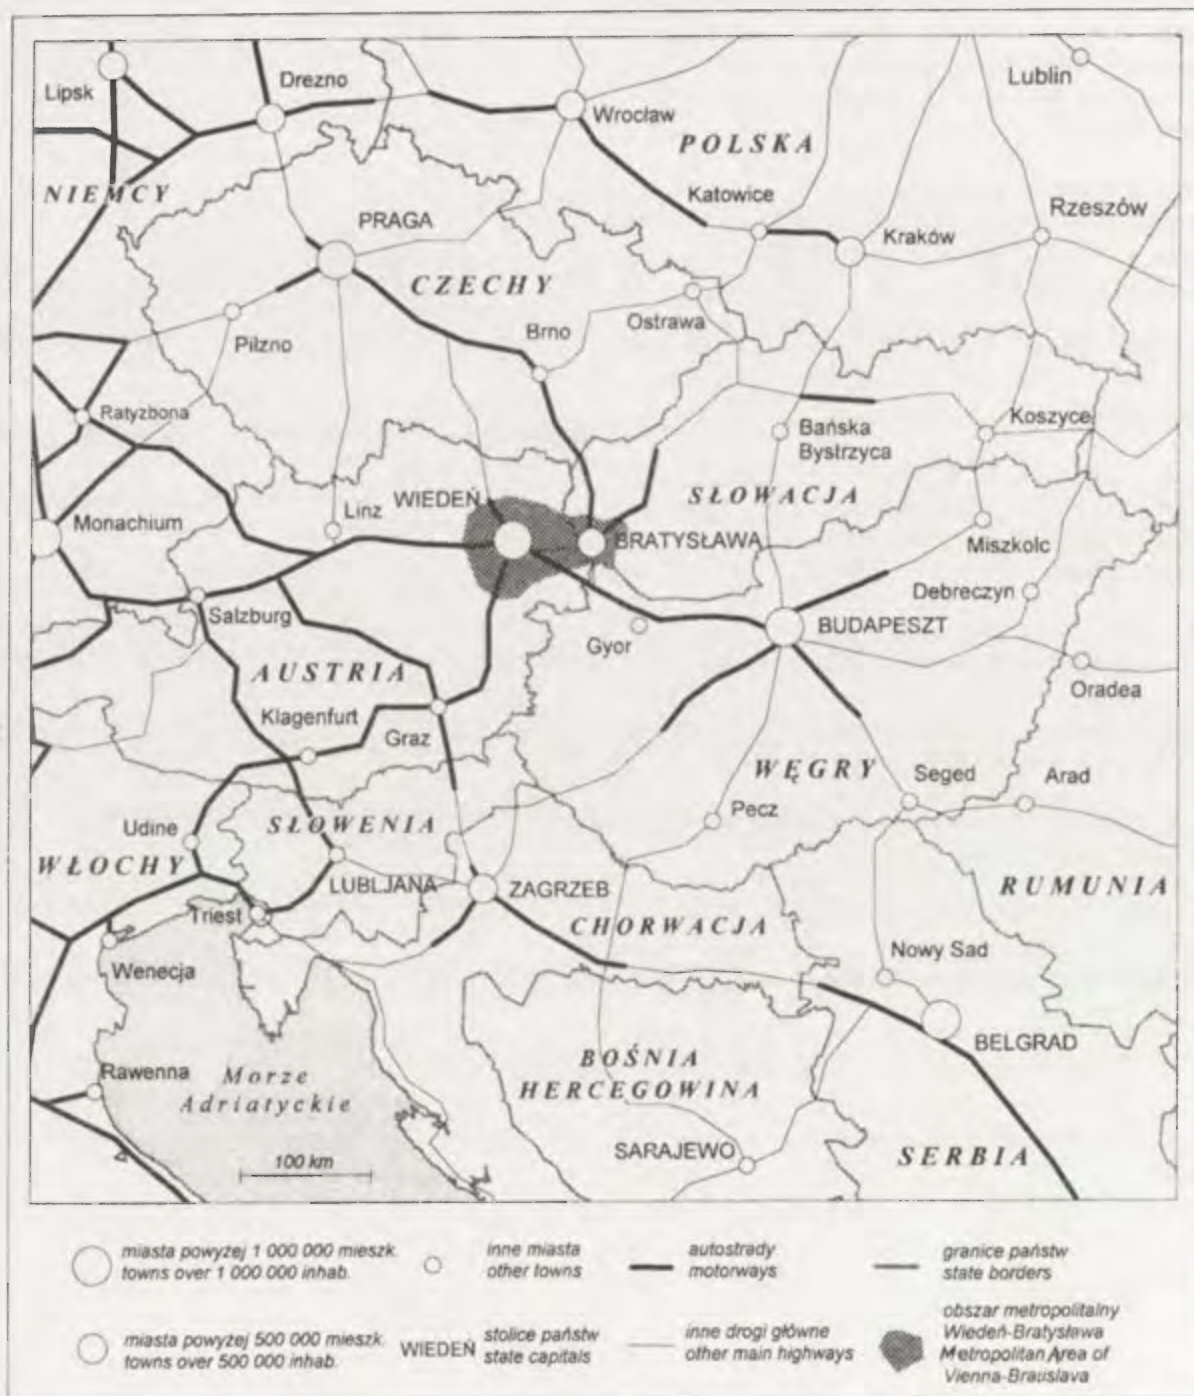 Lipsk
Drezno
Wrocław
Lublin
POLSKA
NIEMCY
Katowice
Rzeszów
PRAGA
Kraków
CZECHY
Brno
Ostrawa
Pilzno
Ratyzbona
Bańska
Bystrzyca
Koszyce
WIEDEŃ
SŁOWACJA
Linz
Monachium
BRATYSŁAWA
Miszkolc
Debreczyn
Salzburg
Gyor
BUDAPESZT
AUSTRIA
Oradea
Klagenfurt
Graz
WĘGRY
Seged
Arad
Udine
SŁOWENIA
Pecz
WŁOCHY
LUBLJANA
ZAGRZEB
RUMUNIA
Triest
CHORWACJA
Nowy Sad
Wenecja
BELGRAD
BOŚNIA
HERCEGOWINA
Rawenna
Morze
Adriatyckie
SARAJEWO
SERBIA
100 km
miasta powyżej 1 000 000 mieszk.
towns over 1 000 000 inhab.
inne miasta
other towns
autostrady
motorways
granice państw
state borders
miasta powyżej 500 000 mieszk.
towns over 500 000 inhab.
WIEDEŃ
stolice państw
state capitals
inne drogi główne
other main highways
obszar metropolitalny
Wiedeń-Bratysława
Metropolitan Area of
Vienna-Bratislava